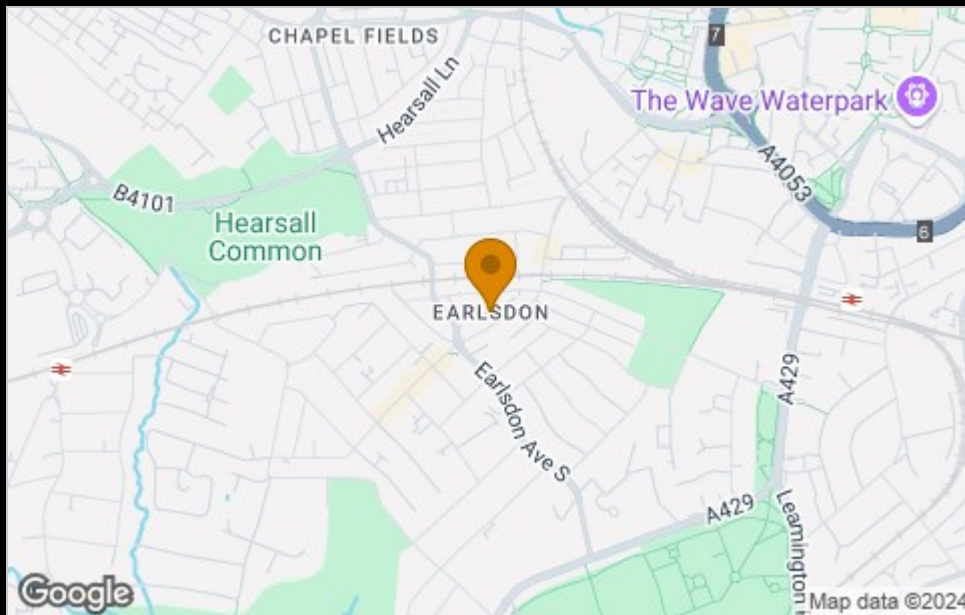 CHAPEL FIELDS
7
Hearsall Ln
The Wave Waterpark
A4053
B4101
Hearsall
Common
6
EARLSDON
A429
Earlsdon Ave S
A429
Leamington
Google
Map data ©2024